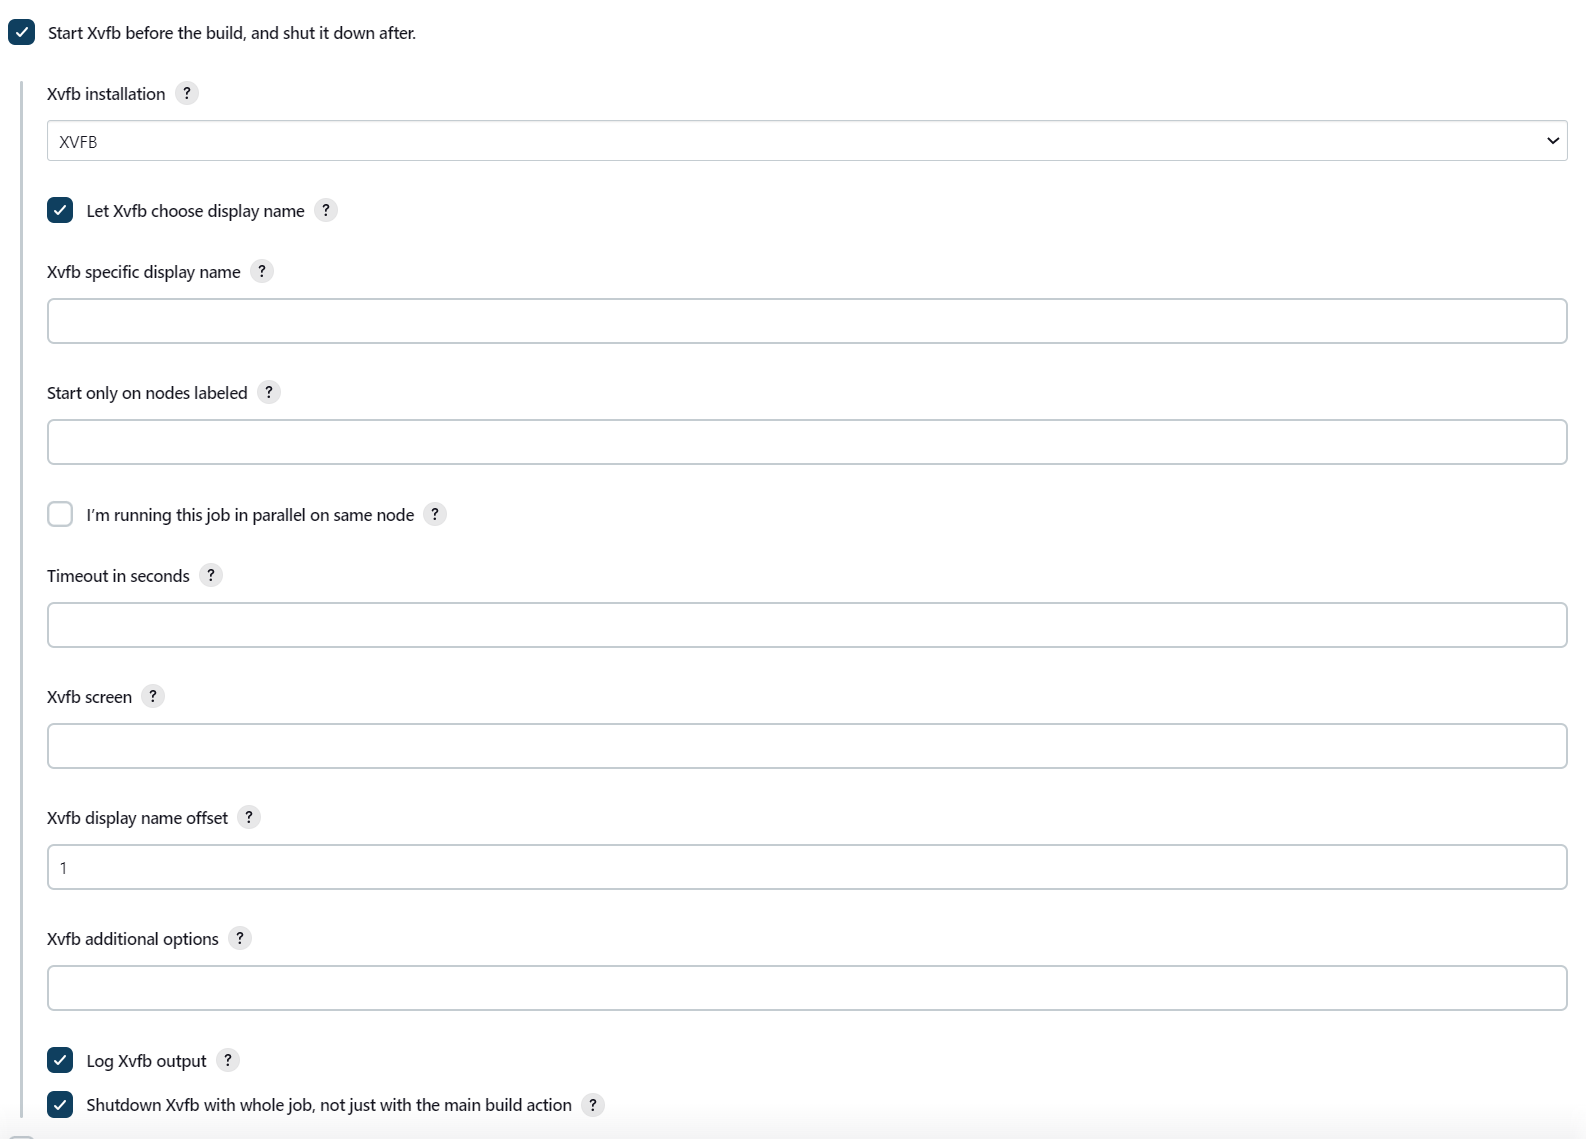 Start Xvfb before the build, and shut it down after.
Xvfb installation ?
XVFB
Let Xvfb choose display name ?
Xvfb specific display name ?
Start only on nodes labeled ?
I'm running this job in parallel on same node ?
Timeout in seconds ?
Xvfb screen ?
Xvfb display name offset ?
1
Xvfb additional options ?
Log Xvfb output ?
Shutdown Xvfb with whole job, not just with the main build action ?